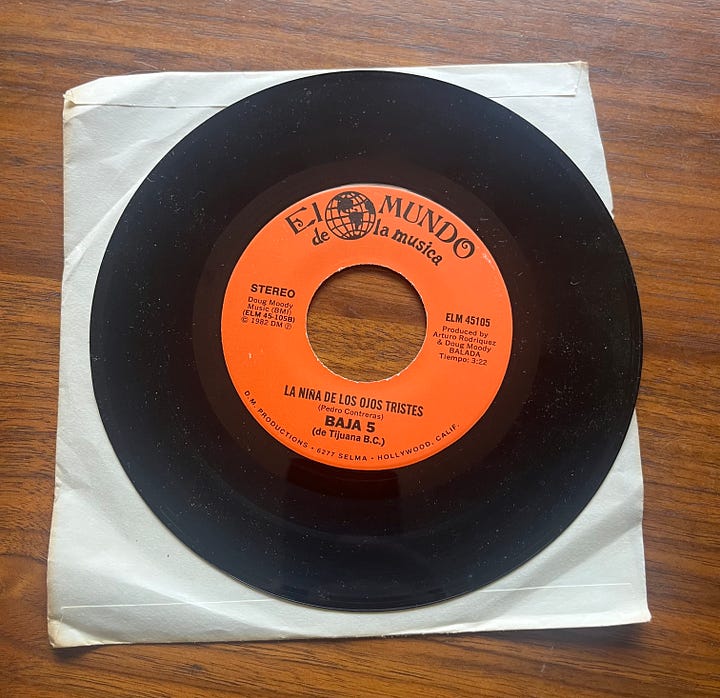 El MUNDO
de la musica
STEREO
Doug Moody
Music (BMI)
(ELM 45-105B)
© 1982 DM ℗
ELM 45105
Produced by
Arturo Rodriquez
& Doug Moody
BALADA
Tiempo: 3:22
LA NIÑA DE LOS OJOS TRISTES
(Pedro Contreras)
BAJA 5
(de Tijuana B.C.)
D.M. PRODUCTIONS • 6277 SELMA • HOLLYWOOD, CALIF.